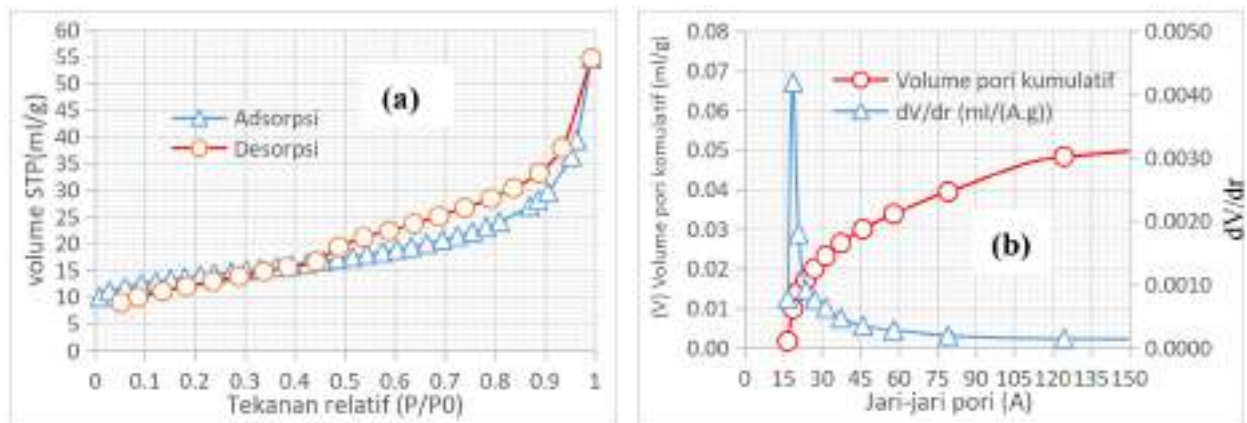 60
55
50
45
40
35
30
25
20
15
10
5
0
volume STP(ml/g)
(a)
Adsorpsi
Desorpsi
0 0.1 0.2 0.3 0.4 0.5 0.6 0.7 0.8 0.9 1
Tekanan relatif (P/P0)
0.08
0.07
0.06
0.05
0.04
0.03
0.02
0.01
0.00
(V) Volume pori komulatif (ml/g)
Volume pori kumulatif
dV/dr (ml/(A.g))
(b)
0.0050
0.0040
0.0030
0.0020
0.0010
0.0000
dV/dr
0 15 30 45 60 75 90 105 120 135 150
Jari-jari pori (A)